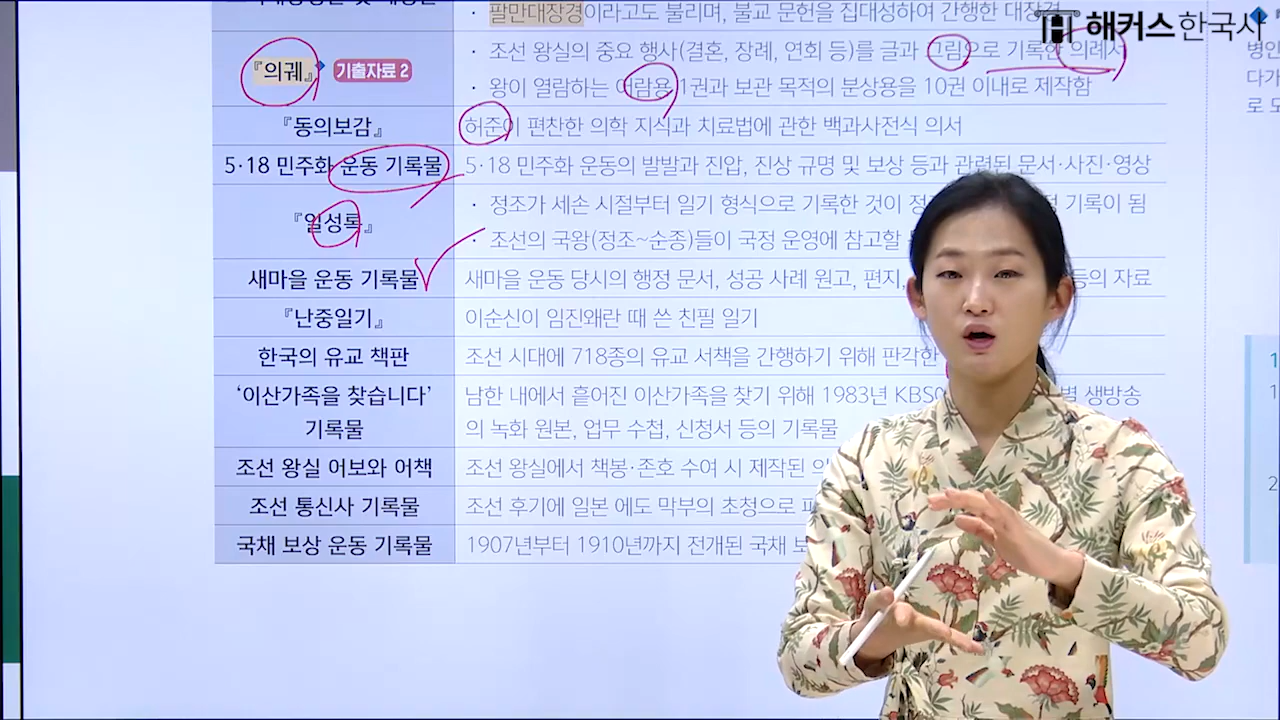 · 팔만대장경이라고도 불리며, 불교 문헌을 집대성하여 간행한 대장경
해커스한국사
『의궤』 기출자료 2
· 조선 왕실의 중요 행사(결혼, 장례, 연회 등)를 글과 그림으로 기록한 의례서
· 왕이 열람하는 어람용 1권과 보관 목적의 분상용을 10권 이내로 제작함
『동의보감』
허준이 편찬한 의학 지식과 치료법에 관한 백과사전식 의서
5·18 민주화 운동 기록물
5·18 민주화 운동의 발발과 진압, 진상 규명 및 보상 등과 관련된 문서·사진·영상
『일성록』
· 정조가 세손 시절부터 일기 형식으로 기록한 것이 기록이 됨
· 조선의 국왕(정조~순종)들이 국정 운영에 참고할
새마을 운동 기록물
새마을 운동 당시의 행정 문서, 성공 사례 원고, 편지, 등의 자료
『난중일기』
이순신이 임진왜란 때 쓴 친필 일기
한국의 유교 책판
조선 시대에 718종의 유교 서책을 간행하기 위해 판각한
‘이산가족을 찾습니다’
기록물
남한 내에서 흩어진 이산가족을 찾기 위해 1983년 KBS 생방송
의 녹화 원본, 업무 수첩, 신청서 등의 기록물
조선 왕실 어보와 어책
조선 왕실에서 책봉·존호 수여 시 제작된
조선 통신사 기록물
조선 후기에 일본 에도 막부의 초청으로
국채 보상 운동 기록물
1907년부터 1910년까지 전개된 국채
병인
다가
로 도
1
1
2